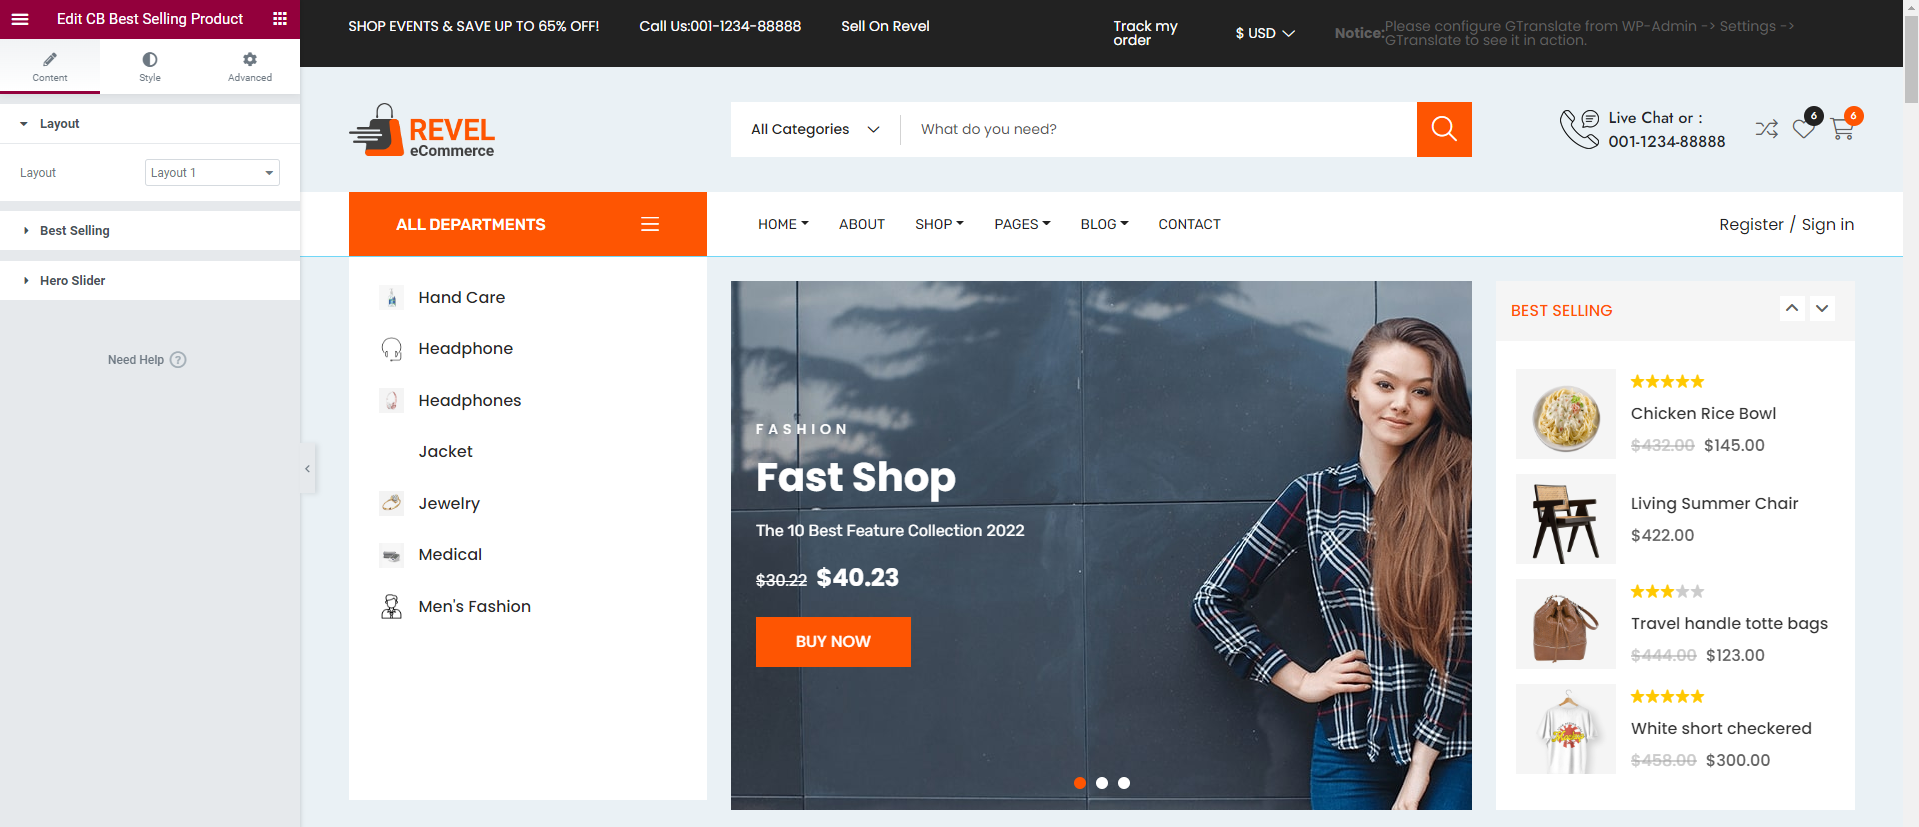 Edit CB Best Selling Product
Content
Style
Advanced
Layout
Layout
Layout 1
Best Selling
Hero Slider
Need Help ?
SHOP EVENTS & SAVE UP TO 65% OFF!
Call Us:001-1234-88888
Sell On Revel
Track my
order
$ USD
Notice: Please configure GTranslate from WP-Admin -> Settings ->
GTranslate to see it in action.
REVEL
eCommerce
All Categories
What do you need?
Live Chat or :
001-1234-88888
6
6
ALL DEPARTMENTS
HOME
ABOUT
SHOP
PAGES
BLOG
CONTACT
Register / Sign in
Hand Care
Headphone
Headphones
Jacket
Jewelry
Medical
Men's Fashion
FASHION
Fast Shop
The 10 Best Feature Collection 2022
$30.22 $40.23
BUY NOW
BEST SELLING
Chicken Rice Bowl
$432.00 $145.00
Living Summer Chair
$422.00
Travel handle totte bags
$444.00 $123.00
White short checkered
$458.00 $300.00